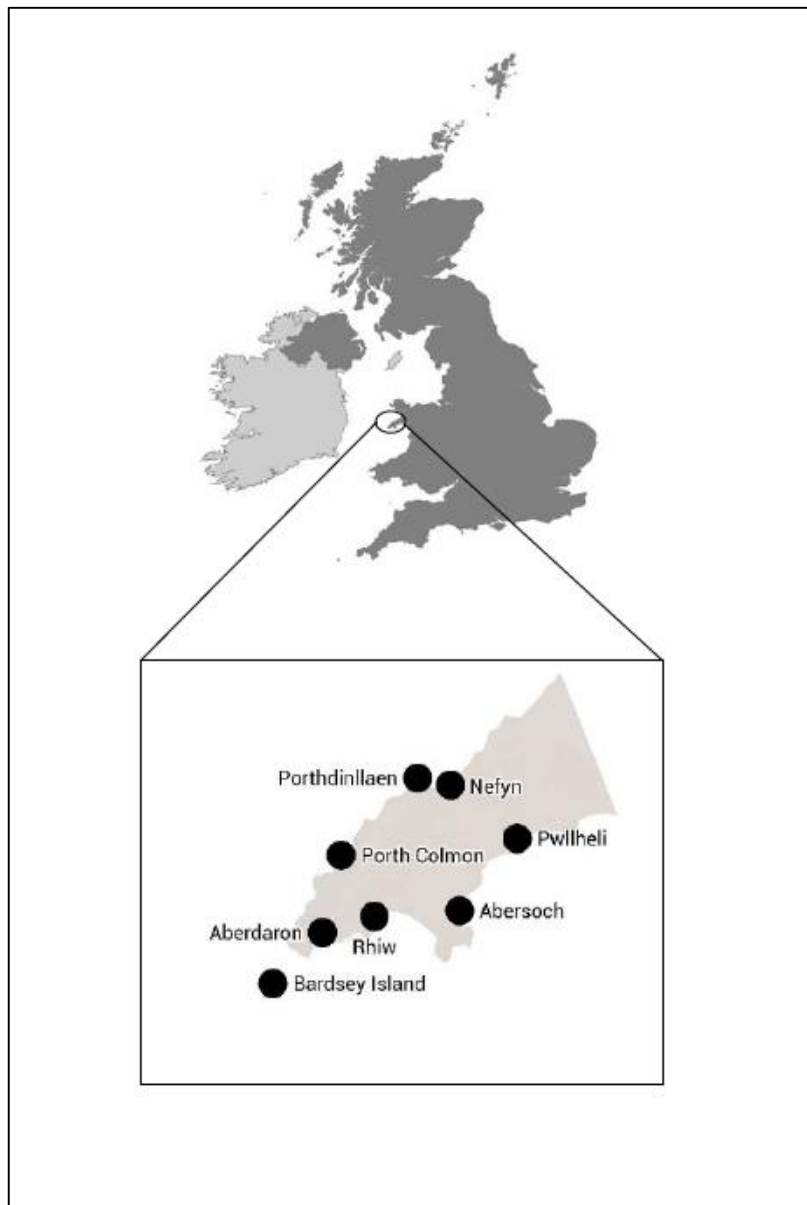 Porthdinllaen
Nefyn
Pwllheli
Porth Colmon
Abersoch
Aberdaron
Rhiw
Bardsey Island